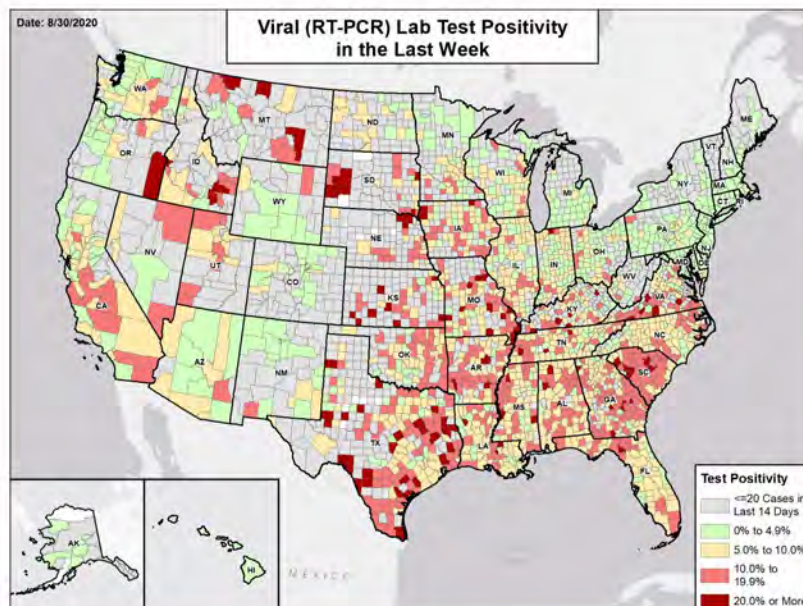 Date: 8/30/2020
Viral (RT-PCR) Lab Test Positivity
in the Last Week
WA
MT
ND
MN
ME
OR
ID
SD
WI
VT
NH
NY
MA
CT
RI
WY
MI
NE
IA
PA
NJ
NV
UT
CO
IL
IN
OH
MD
DE
WV
VA
CA
KS
MO
KY
NC
TN
AZ
NM
OK
AR
SC
MS
AL
GA
TX
LA
FL
AK
HI
MEXICO
Test Positivity
<=20 Cases in
Last 14 Days
0% to 4.9%
5.0% to 10.0%
10.0% to
19.9%
20.0% or More